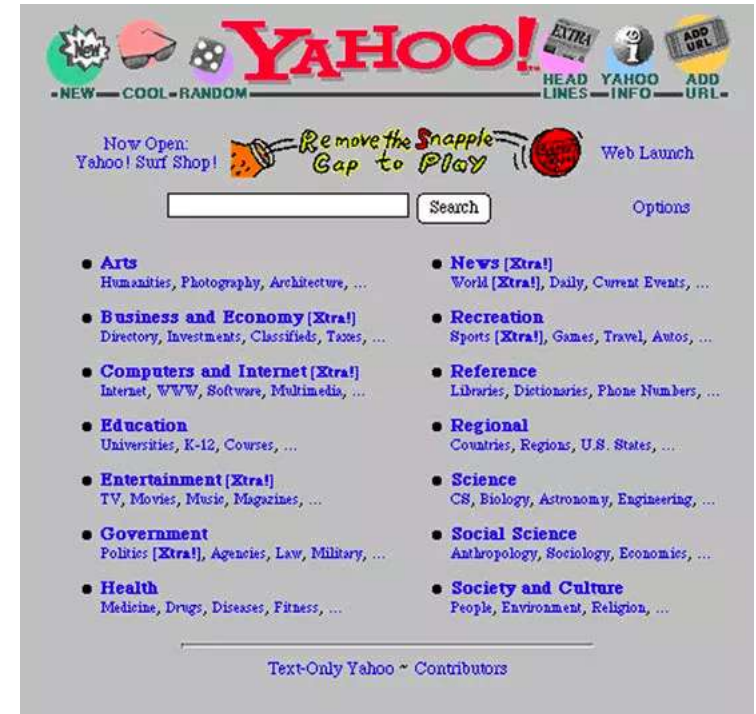 New
EXTRA
ADD URL
YAHOO!
NEW COOL RANDOM
HEAD LINES
YAHOO INFO
ADD URL
Now Open:
Yahoo! Surf Shop!
Remove the Snapple
Cap to Play
Web Launch
Search
Options
Arts
Humanities, Photography, Architecture, ...
Business and Economy [Xtra!]
Directory, Investments, Classifieds, Taxes, ...
Computers and Internet [Xtra!]
Internet, WWW, Software, Multimedia, ...
Education
Universities, K-12, Courses, ...
Entertainment [Xtra!]
TV, Movies, Music, Magazines, ...
Government
Politics [Xtra!], Agencies, Law, Military, ...
Health
Medicine, Drugs, Diseases, Fitness, ...
News [Xtra!]
World [Xtra!], Daily, Current Events, ...
Recreation
Sports [Xtra!], Games, Travel, Autos, ...
Reference
Libraries, Dictionaries, Phone Numbers, ...
Regional
Countries, Regions, U.S. States, ...
Science
CS, Biology, Astronomy, Engineering, ...
Social Science
Anthropology, Sociology, Economics, ...
Society and Culture
People, Environment, Religion, ...
Text-Only Yahoo ~ Contributors